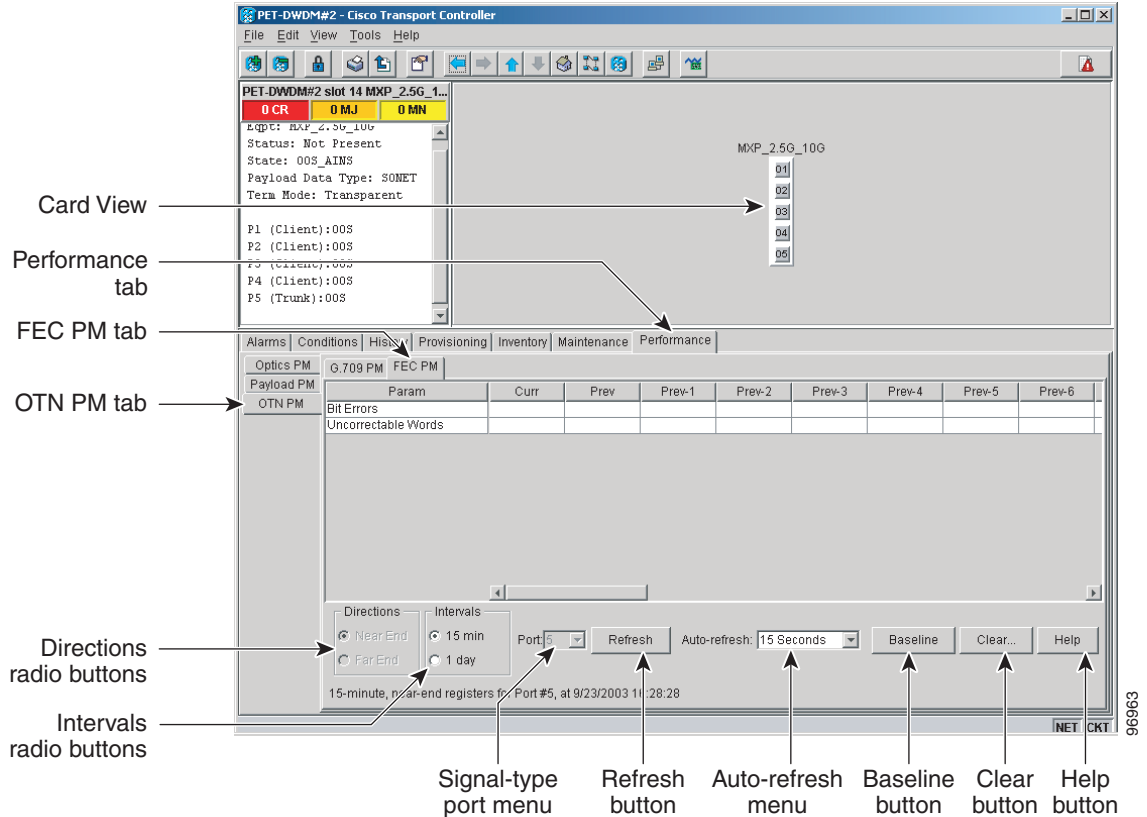 PET-DWDM#2 - Cisco Transport Controller
File Edit View Tools Help
PET-DWDM#2 slot 14 MXP_2.5G_1...
0 CR 0 MJ 0 MN
Eqpt: MXP_2.5G_10G
Status: Not Present
State: OOS_AINS
Payload Data Type: SONET
Term Mode: Transparent
P1 (Client):OOS
P2 (Client):OOS
P3 (Client):OOS
P4 (Client):OOS
P5 (Trunk):OOS
MXP_2.5G_10G
01
02
03
04
05
Card View
Performance
tab
FEC PM tab
OTN PM tab
Directions
radio buttons
Intervals
radio buttons
Alarms Conditions History Provisioning Inventory Maintenance Performance
Optics PM
Payload PM
OTN PM
G.709 PM FEC PM
Param Curr Prev Prev-1 Prev-2 Prev-3 Prev-4 Prev-5 Prev-6
Bit Errors
Uncorrectable Words
Directions Intervals
Near End 15 min Port: 5 Refresh Auto-refresh: 15 Seconds Baseline Clear... Help
Far End 1 day
15-minute, near-end registers for Port #5, at 9/23/2003 16:28:28
NET CKT
96963
Signal-type
port menu
Refresh
button
Auto-refresh
menu
Baseline
button
Clear
button
Help
button